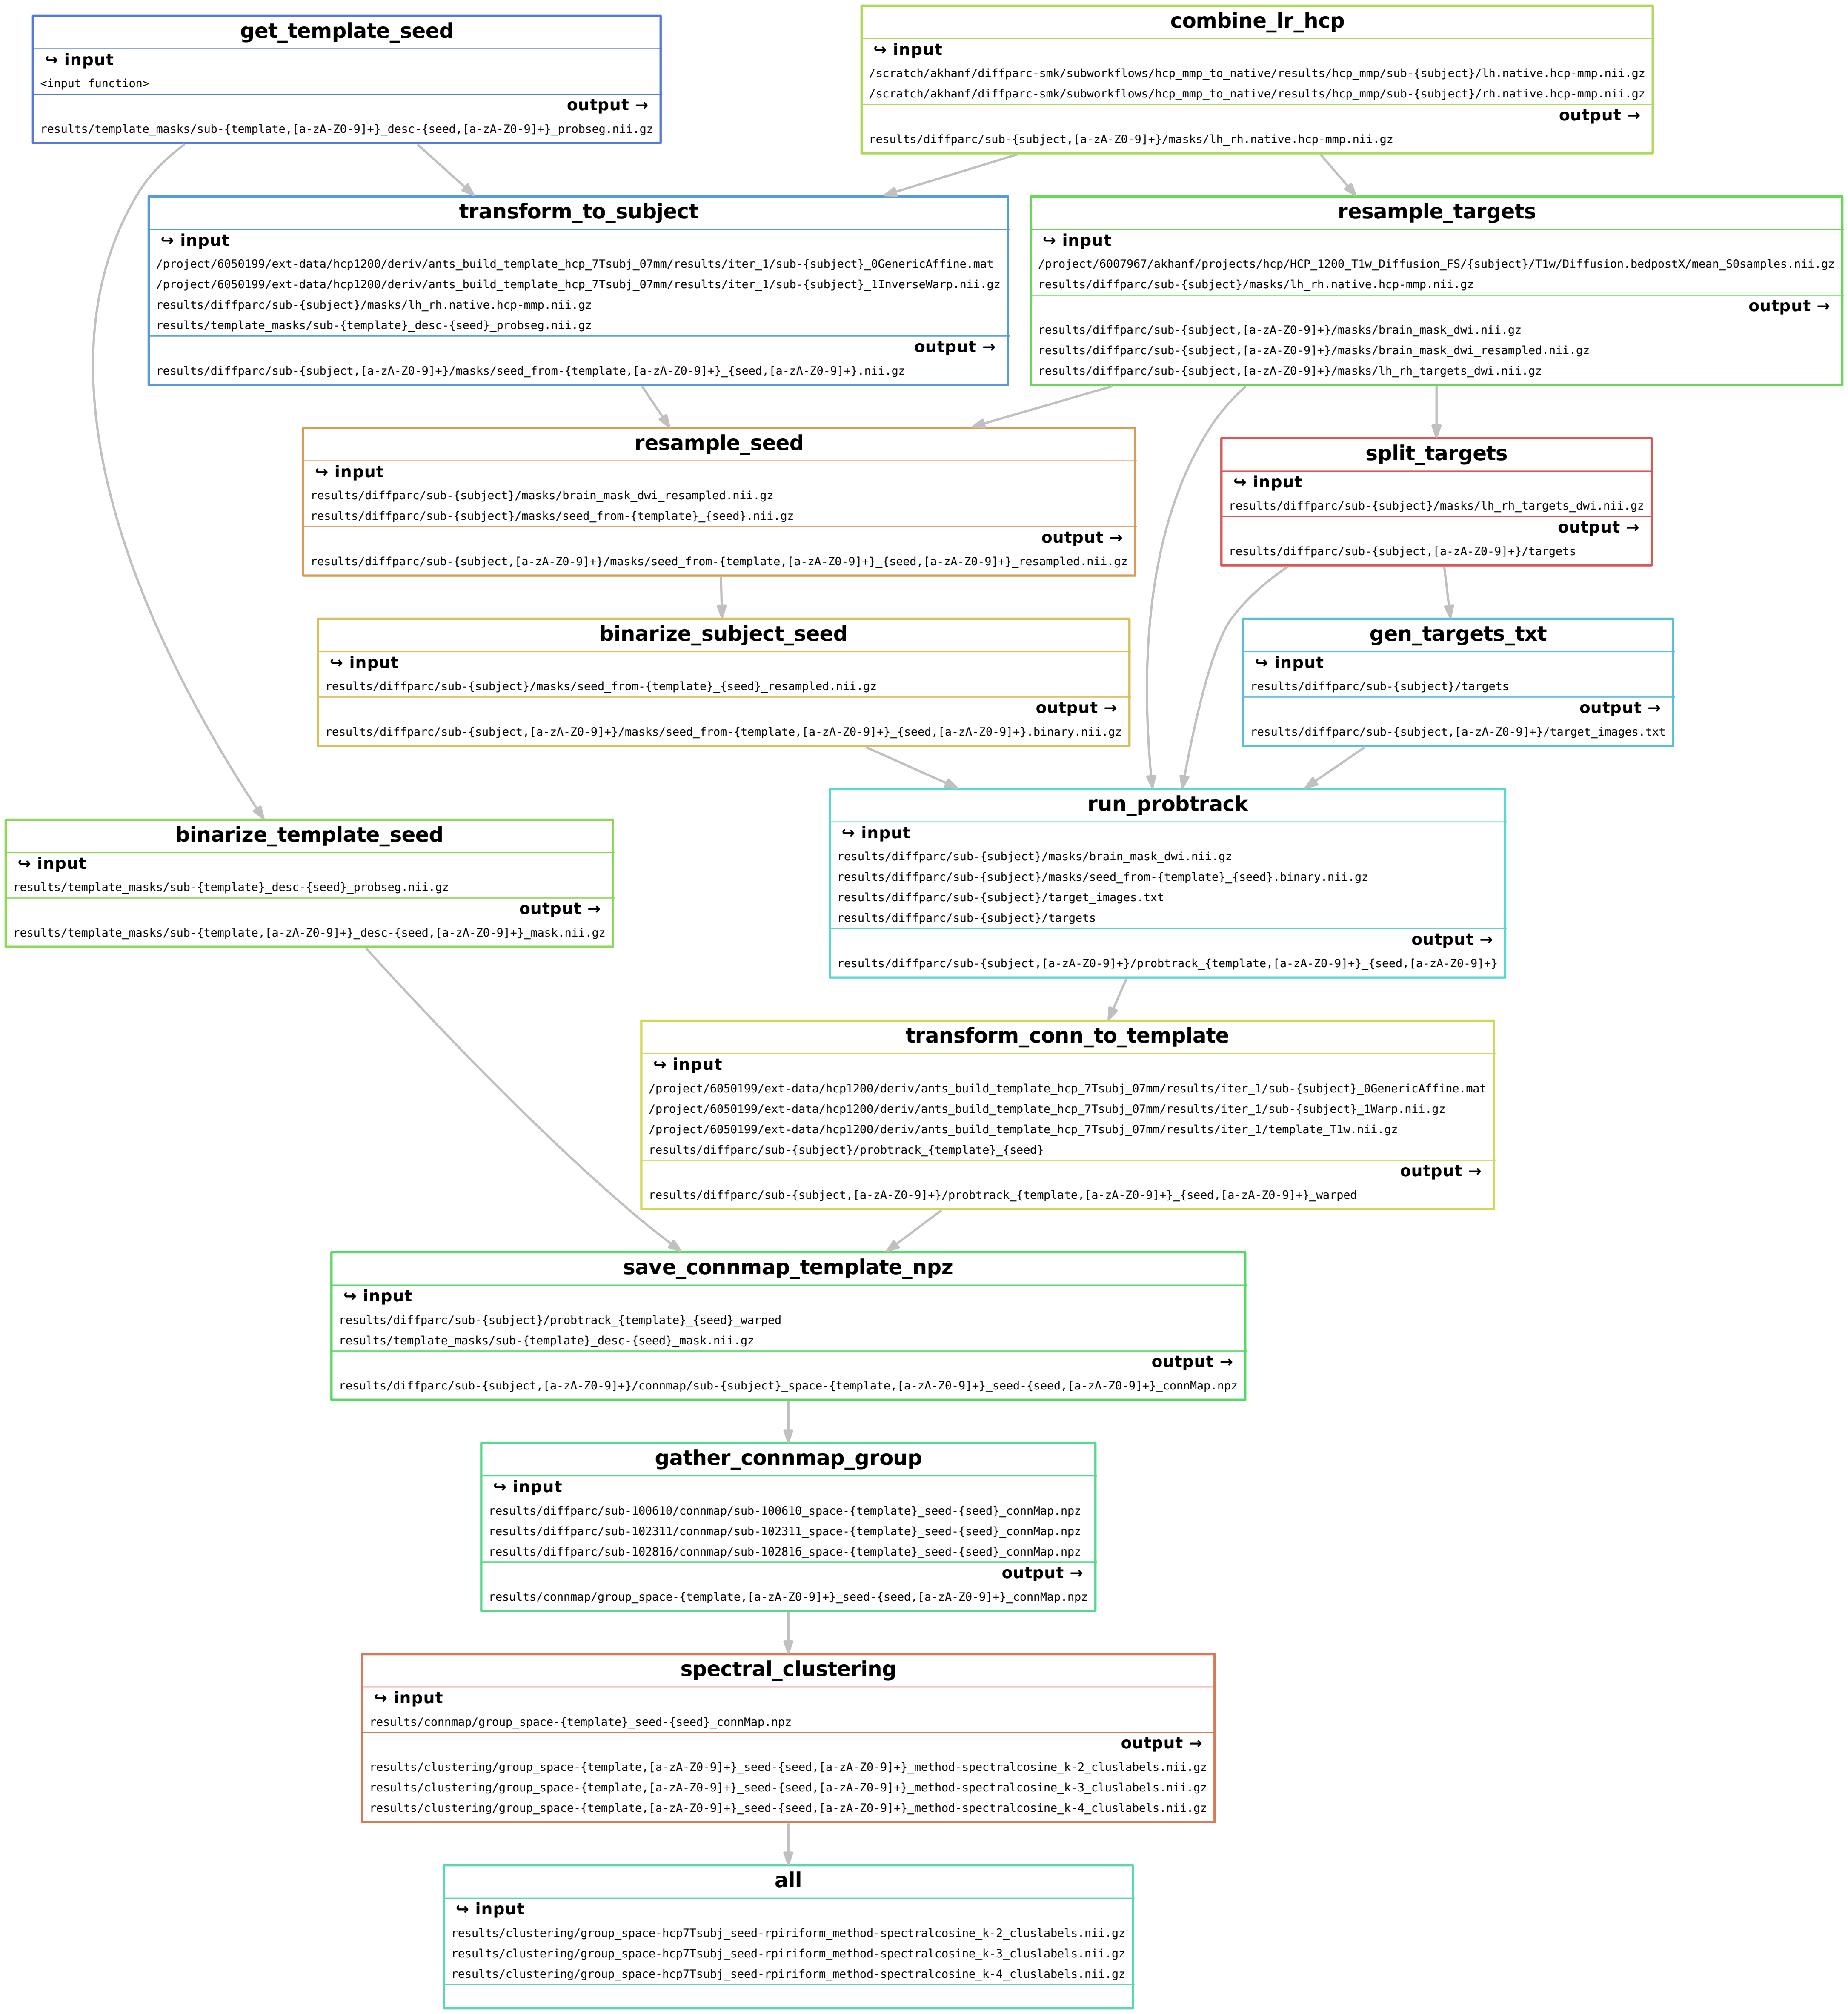 get_template_seed
↪ input
<input function>
output →
results/template_masks/sub-{template,[a-zA-Z0-9]+}_desc-{seed,[a-zA-Z0-9]+}_probseg.nii.gz
combine_lr_hcp
↪ input
/scratch/akhanf/diffparc-smk/subworkflows/hcp_mmp_to_native/results/hcp_mmp/sub-{subject}/lh.native.hcp-mmp.nii.gz
/scratch/akhanf/diffparc-smk/subworkflows/hcp_mmp_to_native/results/hcp_mmp/sub-{subject}/rh.native.hcp-mmp.nii.gz
output →
results/diffparc/sub-{subject,[a-zA-Z0-9]+}/masks/lh_rh.native.hcp-mmp.nii.gz
transform_to_subject
↪ input
/project/6050199/ext-data/hcp1200/deriv/ants_build_template_hcp_7Tsubj_07mm/results/iter_1/sub-{subject}_0GenericAffine.mat
/project/6050199/ext-data/hcp1200/deriv/ants_build_template_hcp_7Tsubj_07mm/results/iter_1/sub-{subject}_1InverseWarp.nii.gz
results/diffparc/sub-{subject}/masks/lh_rh.native.hcp-mmp.nii.gz
results/template_masks/sub-{template}_desc-{seed}_probseg.nii.gz
output →
results/diffparc/sub-{subject,[a-zA-Z0-9]+}/masks/seed_from-{template,[a-zA-Z0-9]+}_{seed,[a-zA-Z0-9]+}.nii.gz
resample_targets
↪ input
/project/6007967/akhanf/projects/hcp/HCP_1200_T1w_Diffusion_FS/{subject}/T1w/Diffusion.bedpostX/mean_S0samples.nii.gz
results/diffparc/sub-{subject}/masks/lh_rh.native.hcp-mmp.nii.gz
output →
results/diffparc/sub-{subject,[a-zA-Z0-9]+}/masks/brain_mask_dwi.nii.gz
results/diffparc/sub-{subject,[a-zA-Z0-9]+}/masks/brain_mask_dwi_resampled.nii.gz
results/diffparc/sub-{subject,[a-zA-Z0-9]+}/masks/lh_rh_targets_dwi.nii.gz
resample_seed
↪ input
results/diffparc/sub-{subject}/masks/brain_mask_dwi_resampled.nii.gz
results/diffparc/sub-{subject}/masks/seed_from-{template}_{seed}.nii.gz
output →
results/diffparc/sub-{subject,[a-zA-Z0-9]+}/masks/seed_from-{template,[a-zA-Z0-9]+}_{seed,[a-zA-Z0-9]+}_resampled.nii.gz
split_targets
↪ input
results/diffparc/sub-{subject}/masks/lh_rh_targets_dwi.nii.gz
output →
results/diffparc/sub-{subject,[a-zA-Z0-9]+}/targets
binarize_subject_seed
↪ input
results/diffparc/sub-{subject}/masks/seed_from-{template}_{seed}_resampled.nii.gz
output →
results/diffparc/sub-{subject,[a-zA-Z0-9]+}/masks/seed_from-{template,[a-zA-Z0-9]+}_{seed,[a-zA-Z0-9]+}.binary.nii.gz
gen_targets_txt
↪ input
results/diffparc/sub-{subject}/targets
output →
results/diffparc/sub-{subject,[a-zA-Z0-9]+}/target_images.txt
run_probtrack
↪ input
results/diffparc/sub-{subject}/masks/brain_mask_dwi.nii.gz
results/diffparc/sub-{subject}/masks/seed_from-{template}_{seed}.binary.nii.gz
results/diffparc/sub-{subject}/target_images.txt
results/diffparc/sub-{subject}/targets
output →
results/diffparc/sub-{subject,[a-zA-Z0-9]+}/probtrack_{template,[a-zA-Z0-9]+}_{seed,[a-zA-Z0-9]+}
binarize_template_seed
↪ input
results/template_masks/sub-{template}_desc-{seed}_probseg.nii.gz
output →
results/template_masks/sub-{template,[a-zA-Z0-9]+}_desc-{seed,[a-zA-Z0-9]+}_mask.nii.gz
transform_conn_to_template
↪ input
/project/6050199/ext-data/hcp1200/deriv/ants_build_template_hcp_7Tsubj_07mm/results/iter_1/sub-{subject}_0GenericAffine.mat
/project/6050199/ext-data/hcp1200/deriv/ants_build_template_hcp_7Tsubj_07mm/results/iter_1/sub-{subject}_1Warp.nii.gz
/project/6050199/ext-data/hcp1200/deriv/ants_build_template_hcp_7Tsubj_07mm/results/iter_1/template_T1w.nii.gz
results/diffparc/sub-{subject}/probtrack_{template}_{seed}
output →
results/diffparc/sub-{subject,[a-zA-Z0-9]+}/probtrack_{template,[a-zA-Z0-9]+}_{seed,[a-zA-Z0-9]+}_warped
save_connmap_template_npz
↪ input
results/diffparc/sub-{subject}/probtrack_{template}_{seed}_warped
results/template_masks/sub-{template}_desc-{seed}_mask.nii.gz
output →
results/diffparc/sub-{subject,[a-zA-Z0-9]+}/connmap/sub-{subject}_space-{template,[a-zA-Z0-9]+}_seed-{seed,[a-zA-Z0-9]+}_connMap.npz
gather_connmap_group
↪ input
results/diffparc/sub-100610/connmap/sub-100610_space-{template}_seed-{seed}_connMap.npz
results/diffparc/sub-102311/connmap/sub-102311_space-{template}_seed-{seed}_connMap.npz
results/diffparc/sub-102816/connmap/sub-102816_space-{template}_seed-{seed}_connMap.npz
output →
results/connmap/group_space-{template,[a-zA-Z0-9]+}_seed-{seed,[a-zA-Z0-9]+}_connMap.npz
spectral_clustering
↪ input
results/connmap/group_space-{template}_seed-{seed}_connMap.npz
output →
results/clustering/group_space-{template,[a-zA-Z0-9]+}_seed-{seed,[a-zA-Z0-9]+}_method-spectralcosine_k-2_cluslabels.nii.gz
results/clustering/group_space-{template,[a-zA-Z0-9]+}_seed-{seed,[a-zA-Z0-9]+}_method-spectralcosine_k-3_cluslabels.nii.gz
results/clustering/group_space-{template,[a-zA-Z0-9]+}_seed-{seed,[a-zA-Z0-9]+}_method-spectralcosine_k-4_cluslabels.nii.gz
all
↪ input
results/clustering/group_space-hcp7Tsubj_seed-rpiriform_method-spectralcosine_k-2_cluslabels.nii.gz
results/clustering/group_space-hcp7Tsubj_seed-rpiriform_method-spectralcosine_k-3_cluslabels.nii.gz
results/clustering/group_space-hcp7Tsubj_seed-rpiriform_method-spectralcosine_k-4_cluslabels.nii.gz